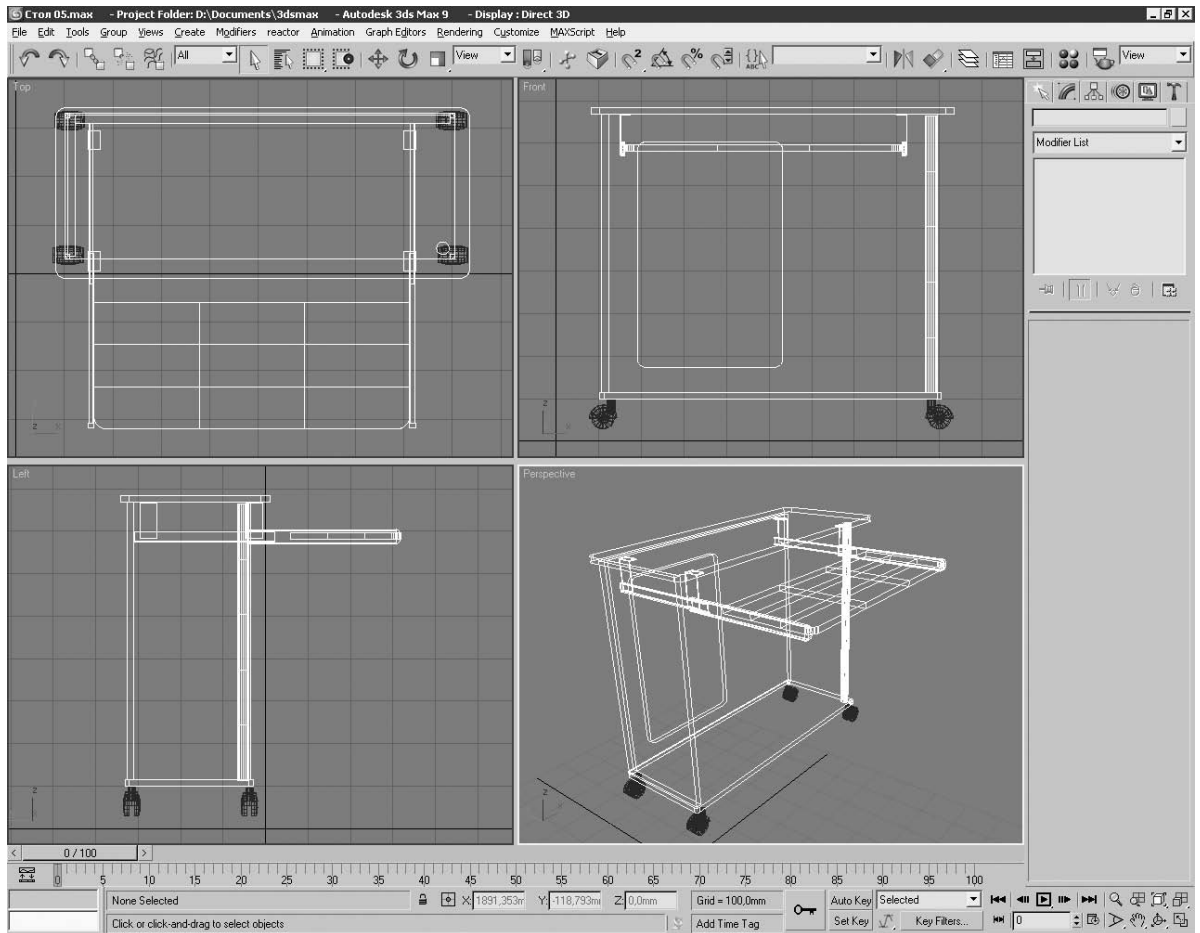 Стол 05.max - Project Folder: D:\Documents\3dsmax - Autodesk 3ds Max 9 - Display : Direct 3D
File Edit Tools Group Views Create Modifiers reactor Animation Graph Editors Rendering Customize MAXScript Help
All View View
Top
Front
Modifier List
z x
z
Left
Perspective
z
z
0 / 100
0 5 10 15 20 25 30 35 40 45 50 55 60 65 70 75 80 85 90 95 100
None Selected X: 1891,353m Y: -118,793mi Z: 0,0mm Grid = 100,0mm Auto Key Selected
Click or click-and-drag to select objects Add Time Tag Set Key Key Filters... 0